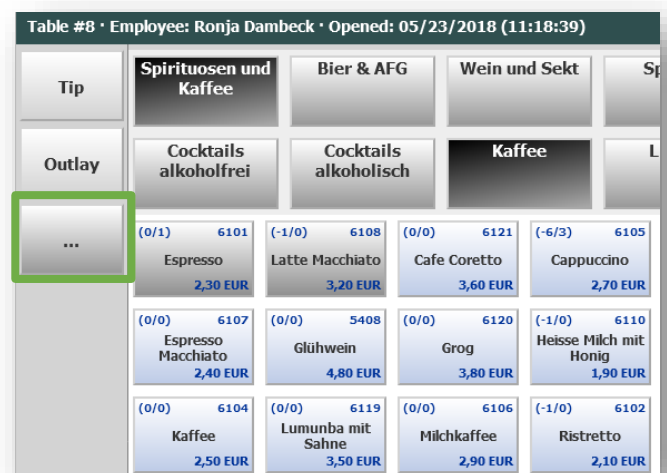 Table #8 · Employee: Ronja Dambeck · Opened: 05/23/2018 (11:18:39)
Tip
Spirituosen und
Kaffee
Bier & AFG
Wein und Sekt
Outlay
Cocktails
alkoholfrei
Cocktails
alkoholisch
Kaffee
...
(0/1) 6101
Espresso
2,30 EUR
(-1/0) 6108
Latte Macchiato
3,20 EUR
(0/0) 6121
Cafe Coretto
3,60 EUR
(-6/3) 6105
Cappuccino
2,70 EUR
(0/0) 6107
Espresso
Macchiato
2,40 EUR
(0/0) 5408
Glühwein
4,80 EUR
(0/0) 6120
Grog
3,80 EUR
(-1/0) 6110
Heisse Milch mit
Honig
1,90 EUR
(0/0) 6104
Kaffee
2,50 EUR
(0/0) 6119
Lumunba mit
Sahne
3,50 EUR
(0/0) 6106
Milchkaffee
2,90 EUR
(-1/0) 6102
Ristretto
2,10 EUR